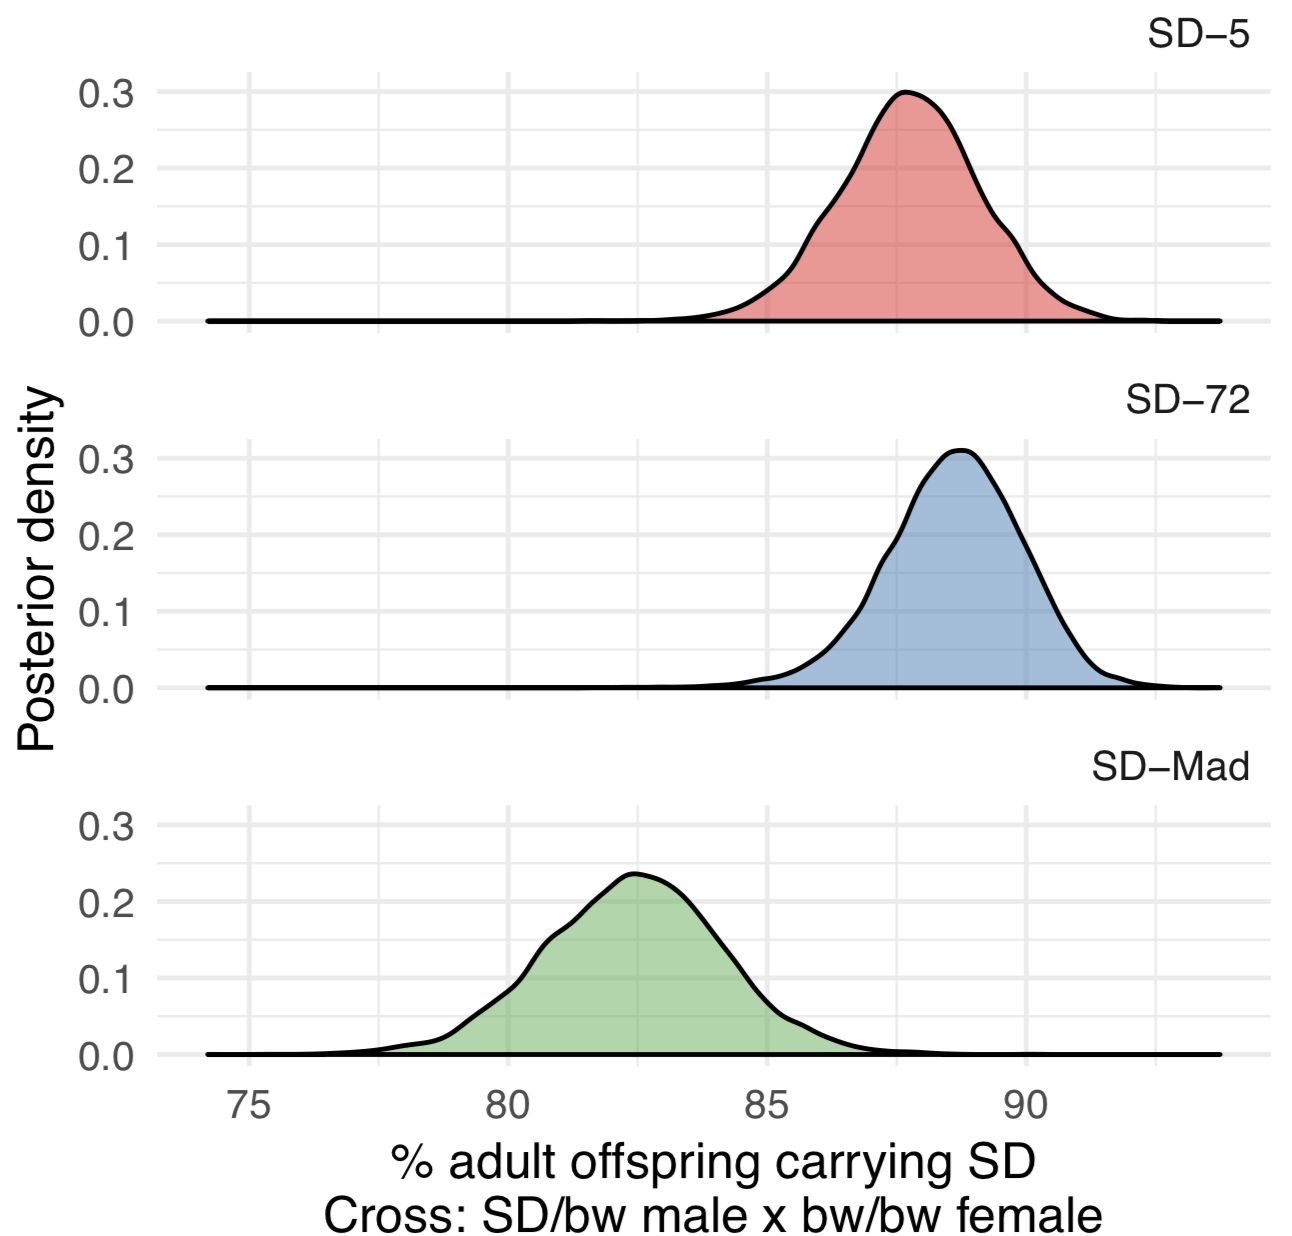 SD−5
0.3
0.2
0.1
0.0
SD−72
0.3
0.2
0.1
0.0
Posterior density
SD−Mad
0.3
0.2
0.1
0.0
75 80 85 90
% adult offspring carrying SD
Cross: SD/bw male x bw/bw female